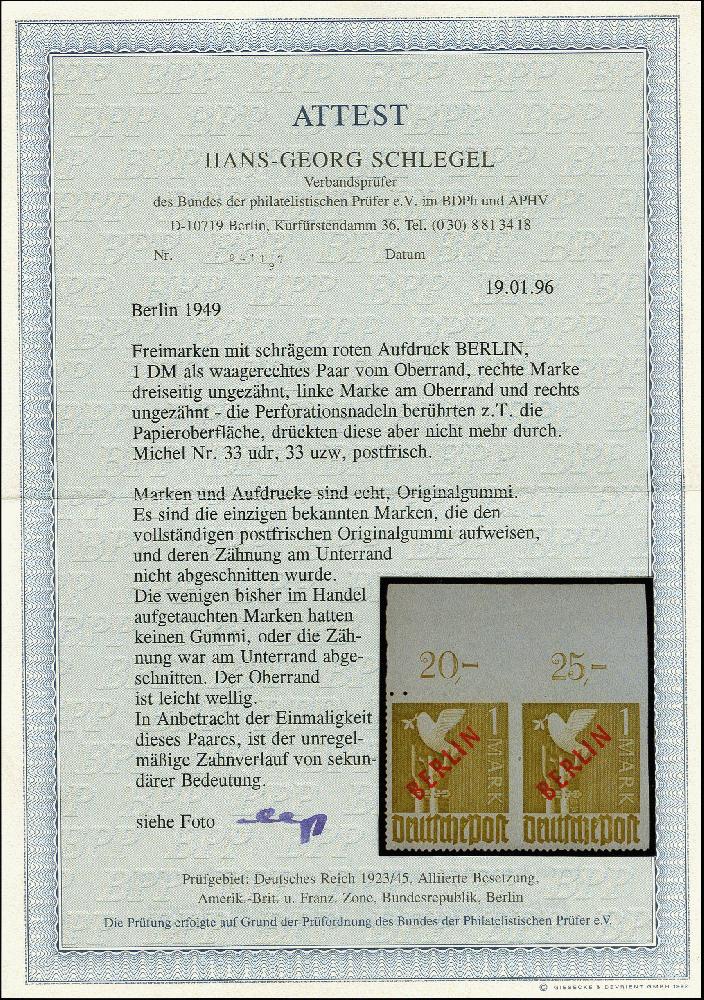 ATTEST
HANS-GEORG SCHLEGEL
Verbandsprüfer
des Bundes der philatelistischen Prüfer e.V. im BDPh und APHV
D-10719 Berlin, Kurfürstendamm 36, Tel. (030) 8 81 34 18
Nr. Datum
19.01.96
Berlin 1949
Freimarken mit schrägem roten Aufdruck BERLIN,
1 DM als waagerechtes Paar vom Oberrand, rechte Marke
dreiseitig ungezähnt, linke Marke am Oberrand und rechts
ungezähnt - die Perforationsnadeln berührten z.T. die
Papieroberfläche, drückten diese aber nicht mehr durch.
Michel Nr. 33 udr, 33 uzw, postfrisch.
Marken und Aufdrucke sind echt, Originalgummi.
Es sind die einzigen bekannten Marken, die den
vollständigen postfrischen Originalgummi aufweisen,
und deren Zähnung am Unterrand
nicht abgeschnitten wurde.
Die wenigen bisher im Handel
aufgetauchten Marken hatten
keinen Gummi, oder die Zäh-
nung war am Unterrand abge-
schnitten. Der Oberrand
ist leicht wellig.
In Anbetracht der Einmaligkeit
dieses Paares, ist der unregel-
mäßige Zahnverlauf von sekun-
därer Bedeutung.
siehe Foto
20,- 25,-
1 MARK 1 MARK
BERLIN BERLIN
Deutsche Post Deutsche Post
Prüfgebiet: Deutsches Reich 1923/45, Alliierte Besetzung,
Amerik.-Brit. u. Franz. Zone, Bundesrepublik, Berlin
Die Prüfung erfolgte auf Grund der Prüfordnung des Bundes der Philatelistischen Prüfer e.V.
© GIESECKE & DEVRIENT GMBH